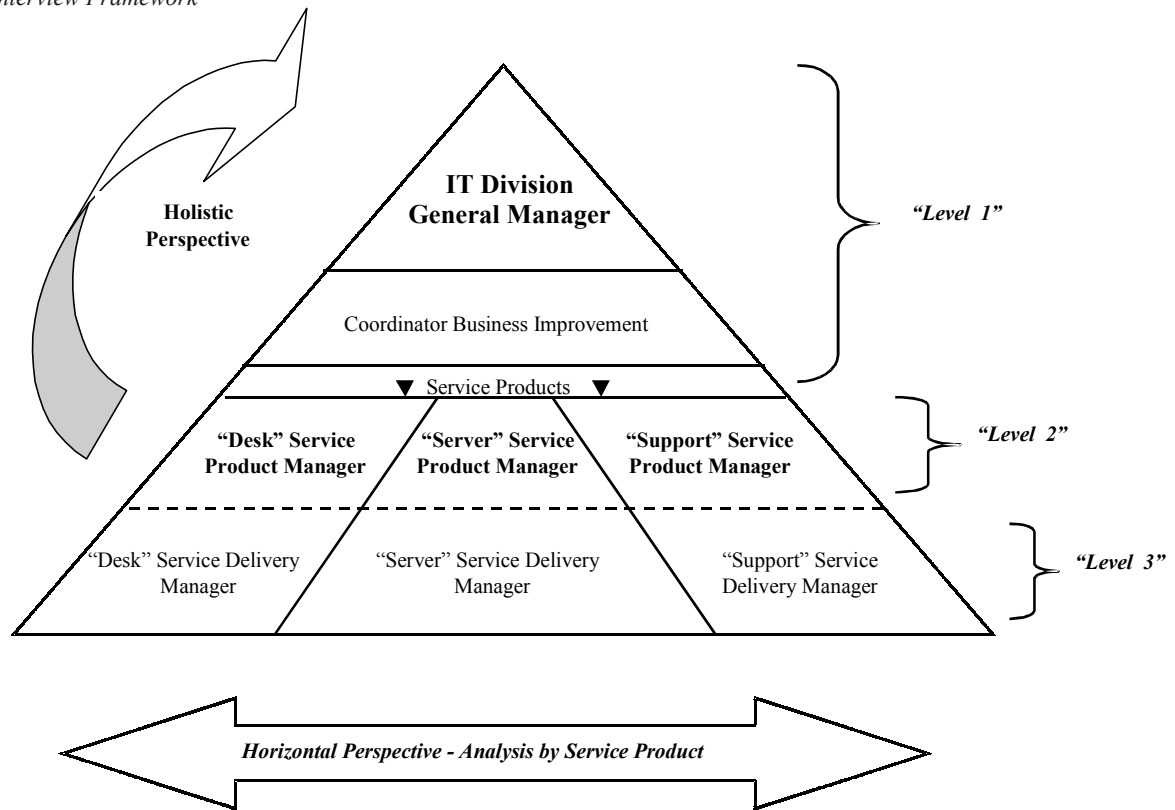 Interview Framework
IT Division
General Manager
Holistic
Perspective
“Level 1”
Coordinator Business Improvement
▼ Service Products ▼
“Desk” Service
Product Manager
“Server” Service
Product Manager
“Support” Service
Product Manager
“Level 2”
“Desk” Service Delivery
Manager
“Server” Service Delivery
Manager
“Support” Service
Delivery Manager
“Level 3”
Horizontal Perspective - Analysis by Service Product